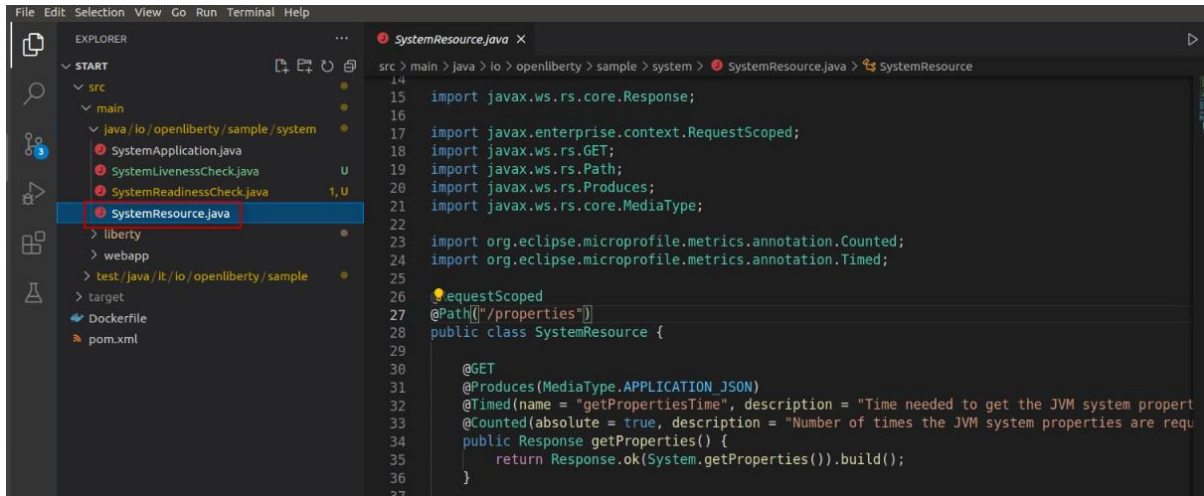 File Edit Selection View Go Run Terminal Help
EXPLORER
START
src
main
java/io/openliberty/sample/system
SystemApplication.java
SystemLivenessCheck.java U
SystemReadinessCheck.java 1, U
SystemResource.java
liberty
webapp
test/java/it/io/openliberty/sample
target
Dockerfile
pom.xml
3
SystemResource.java
src > main > java > io > openliberty > sample > system > SystemResource.java > SystemResource
14
15 import javax.ws.rs.core.Response;
16
17 import javax.enterprise.context.RequestScoped;
18 import javax.ws.rs.GET;
19 import javax.ws.rs.Path;
20 import javax.ws.rs.Produces;
21 import javax.ws.rs.core.MediaType;
22
23 import org.eclipse.microprofile.metrics.annotation.Counted;
24 import org.eclipse.microprofile.metrics.annotation.Timed;
25
26 equestScoped
27 @Path("/properties")
28 public class SystemResource {
29
30 @GET
31 @Produces(MediaType.APPLICATION_JSON)
32 @Timed(name = "getPropertiesTime", description = "Time needed to get the JVM system propert
33 @Counted(absolute = true, description = "Number of times the JVM system properties are requ
34 public Response getProperties() {
35 return Response.ok(System.getProperties()).build();
36 }
37